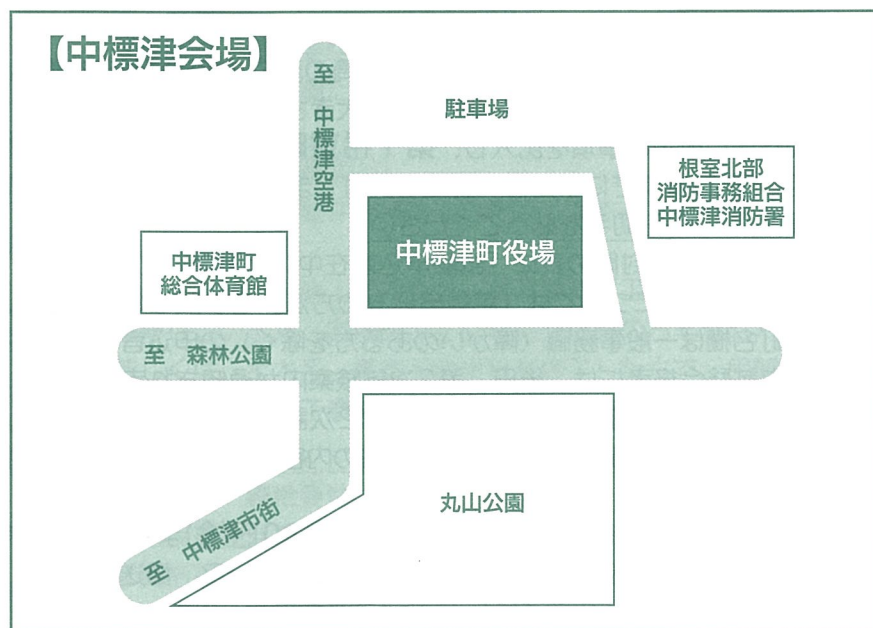 【中標津会場】
至 中標津空港
駐車場
根室北部
消防事務組合
中標津消防署
中標津町役場
中標津町
総合体育館
至 森林公園
丸山公園
至 中標津市街